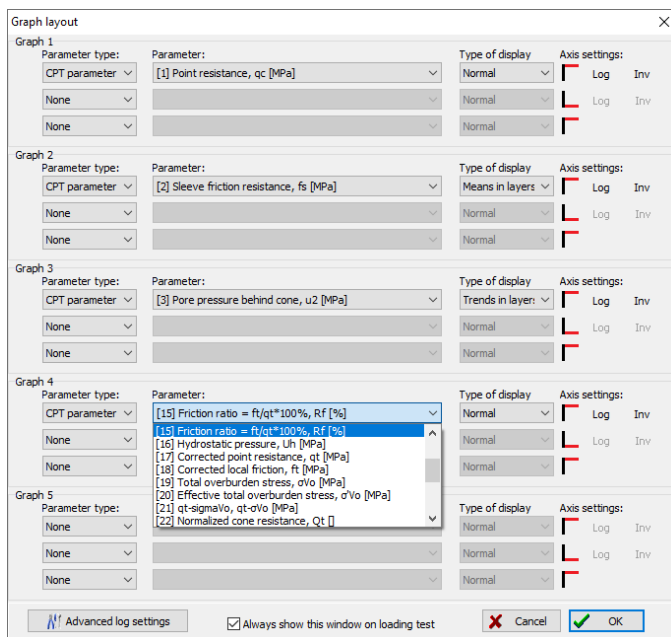 Graph layout
Graph 1
Parameter type: Parameter: Type of display Axis settings:
CPT parameter [1] Point resistance, qc [MPa] Normal Log Inv
None Normal Log Inv
None Normal
Graph 2
Parameter type: Parameter: Type of display Axis settings:
CPT parameter [2] Sleeve friction resistance, fs [MPa] Means in layers Log Inv
None Normal Log Inv
None Normal
Graph 3
Parameter type: Parameter: Type of display Axis settings:
CPT parameter [3] Pore pressure behind cone, u2 [MPa] Trends in layer: Log Inv
None Normal Log Inv
None Normal
Graph 4
Parameter type: Parameter: Type of display Axis settings:
CPT parameter [15] Friction ratio = ft/qt*100%, Rf [%] Normal Log Inv
[15] Friction ratio = ft/qt*100%, Rf [%]
None [16] Hydrostatic pressure, Uh [MPa] Normal Log Inv
[17] Corrected point resistance, qt [MPa]
None [18] Corrected local friction, ft [MPa] Normal
[19] Total overburden stress, σVo [MPa]
Graph 5 [20] Effective total overburden stress, σ'Vo [MPa]
Parameter type: [21] qt-sigmaVo, qt-σVo [MPa] Type of display Axis settings:
None [22] Normalized cone resistance, Qt [] Normal Log Inv
None Normal Log Inv
None Normal
Advanced log settings Always show this window on loading test Cancel OK